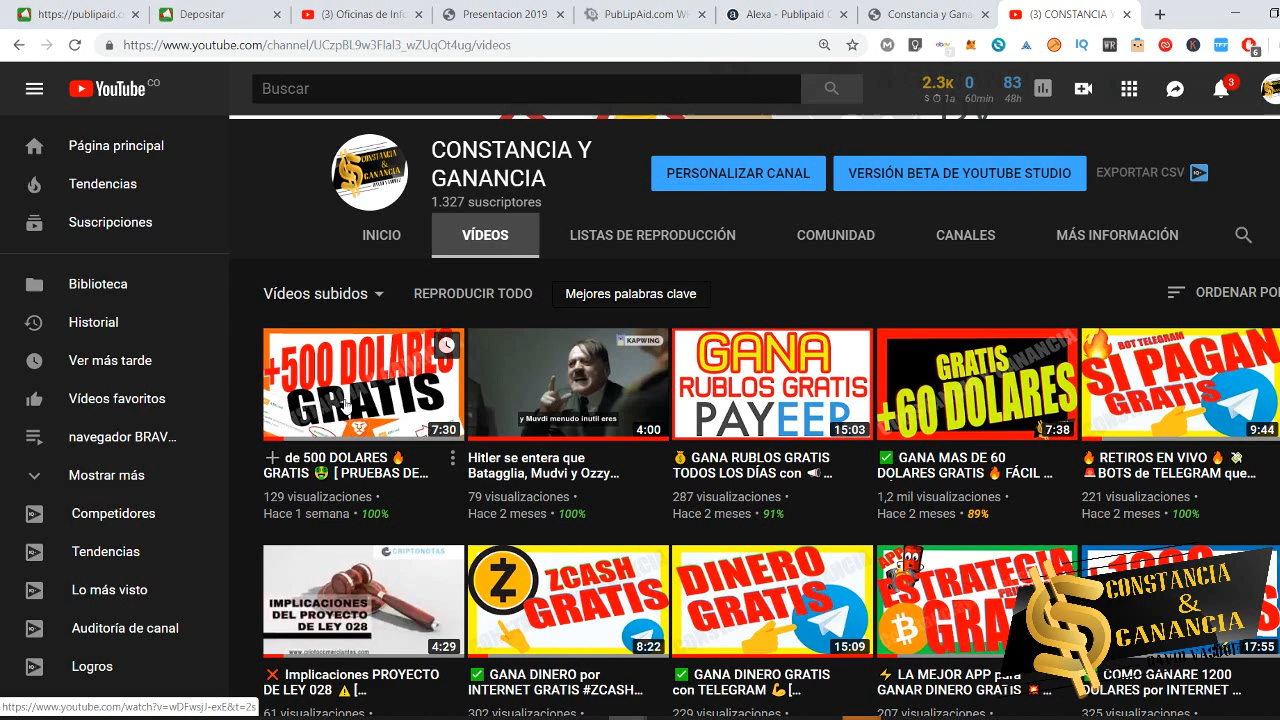 https://publipaid.c
Depositar
(3) Oficinas de Info
Presentacion 2019
PubLipAid.com W
Alexa - Publipaid C
Constancia y Gana
(3) CONSTANCIA Y
https://www.youtube.com/channel/UCzpBL9w3FlaI3_wZUqOt4ug/videos
YouTube CO
Buscar
2.3K 0 83
1a 60min 48h
3
Página principal
Tendencias
Suscripciones
Biblioteca
Historial
Ver más tarde
Vídeos favoritos
navegador BRAV...
Mostrar más
Competidores
Tendencias
Lo más visto
Auditoría de canal
Logros
CONSTANCIA Y
GANANCIA
1.327 suscriptores
PERSONALIZAR CANAL
VERSIÓN BETA DE YOUTUBE STUDIO
EXPORTAR CSV
INICIO
VÍDEOS
LISTAS DE REPRODUCCIÓN
COMUNIDAD
CANALES
MÁS INFORMACIÓN
Vídeos subidos
REPRODUCIR TODO
Mejores palabras clave
ORDENAR POR
+500 DOLARES
GRATIS
7:30
de 500 DOLARES
GRATIS [ PRUEBAS DE...
129 visualizaciones •
Hace 1 semana • 100%
KAPWING
y Muvdi menudo inutil eres
4:00
Hitler se entera que
Batagglia, Mudvi y Ozzy...
79 visualizaciones •
Hace 2 meses • 100%
GANA
RUBLOS GRATIS
PAYEER
15:03
GANA RUBLOS GRATIS
TODOS LOS DÍAS con ...
287 visualizaciones •
Hace 2 meses • 91%
GRATIS
+60 DOLARES
7:38
GANA MAS DE 60
DOLARES GRATIS FÁCIL ...
1,2 mil visualizaciones •
Hace 2 meses • 89%
BOT TELEGRAM
SI PAGAN
GRATIS
9:44
RETIROS EN VIVO
BOTS de TELEGRAM que...
221 visualizaciones •
Hace 2 meses • 100%
CRIPTONOTAS
IMPLICACIONES
DEL PROYECTO
DE LEY 028
4:29
Implicaciones PROYECTO
DE LEY 028 [...
61 visualizaciones •
ZCASH
GRATIS
8:22
GANA DINERO por
INTERNET GRATIS #ZCASH...
302 visualizaciones •
DINERO
GRATIS
15:09
GANA DINERO GRATIS
con TELEGRAM [...
229 visualizaciones •
APP
ESTRATEGIA
GRATIS
LA MEJOR APP para
GANAR DINERO GRATIS ...
17:55
COMO GANARE 1200
DOLARES por INTERNET ...
CONSTANCIA
&
GANANCIA
https://www.youtube.com/watch?v=wDFwsjJ-exE&t=2s